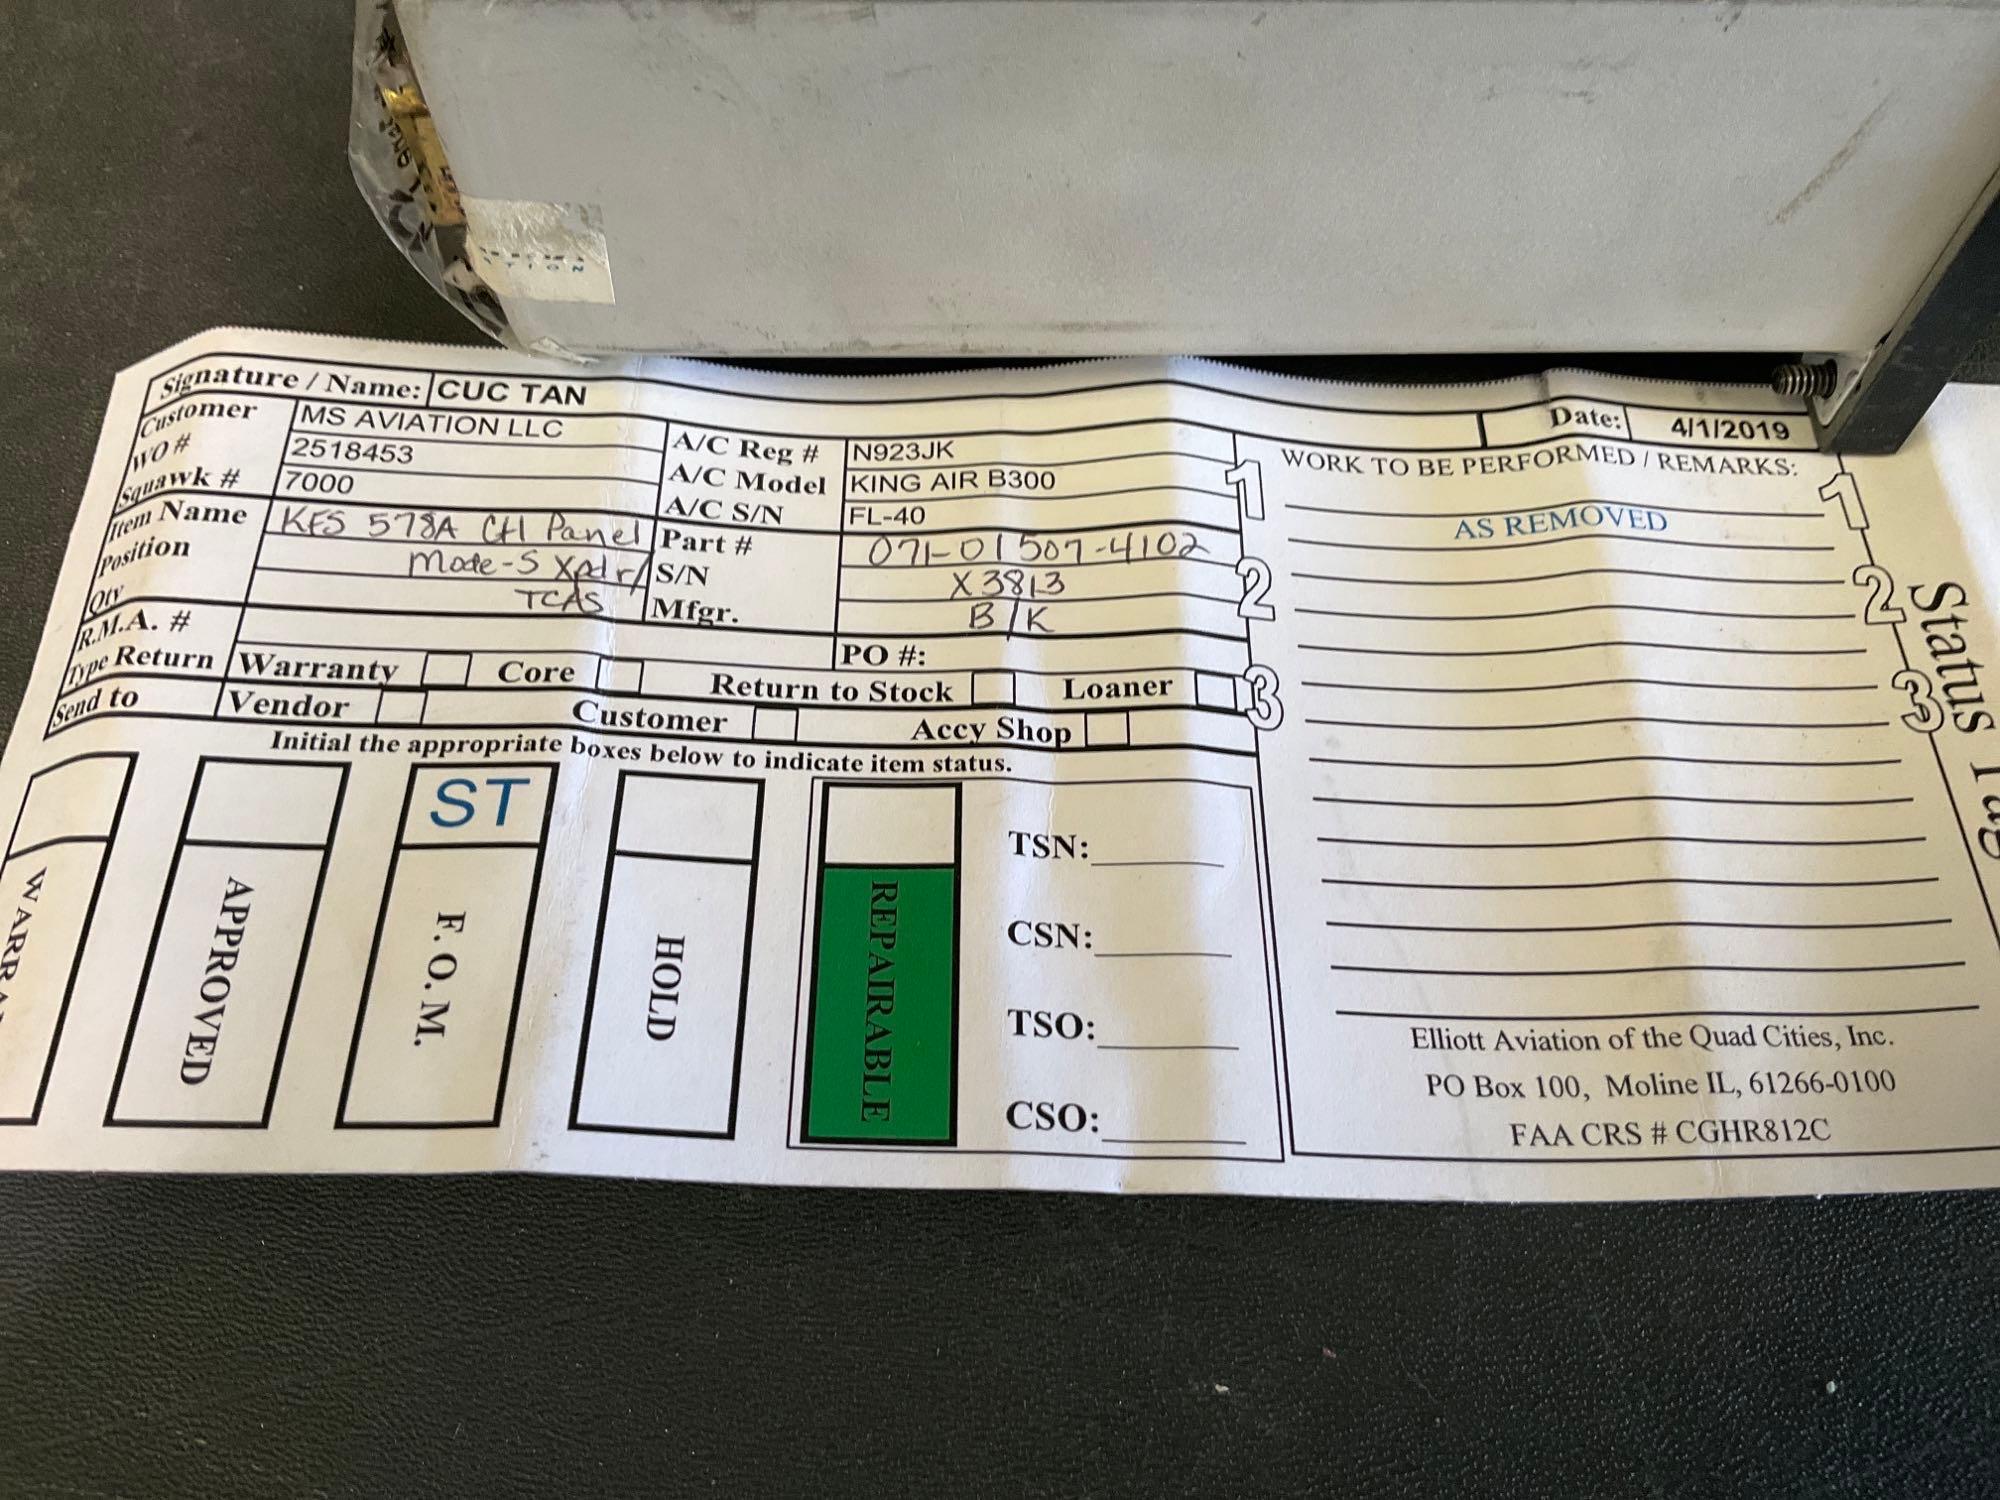 Signature / Name: CUC TAN
Date: 4/1/2019
Customer MS AVIATION LLC
WO # 2518453
Squawk # 7000
A/C Reg # N923JK
A/C Model KING AIR B300
A/C S/N FL-40
Item Name KFS 578A Ctl Panel
Position Mode-S Xpdr/
Qty TCAS
Part # 071-01507-4102
S/N X3813
Mfgr. B/K
R.M.A. #
PO #:
Type Return Warranty Core Return to Stock Loaner
Send to Vendor Customer Accy Shop
Initial the appropriate boxes below to indicate item status.
APPROVED
ST
F. O. M.
HOLD
REPAIRABLE
TSN:
CSN:
TSO:
CSO:
1
2
3
WORK TO BE PERFORMED / REMARKS:
AS REMOVED
Elliott Aviation of the Quad Cities, Inc.
PO Box 100, Moline IL, 61266-0100
FAA CRS # CGHR812C
1
2
3
Status Tag